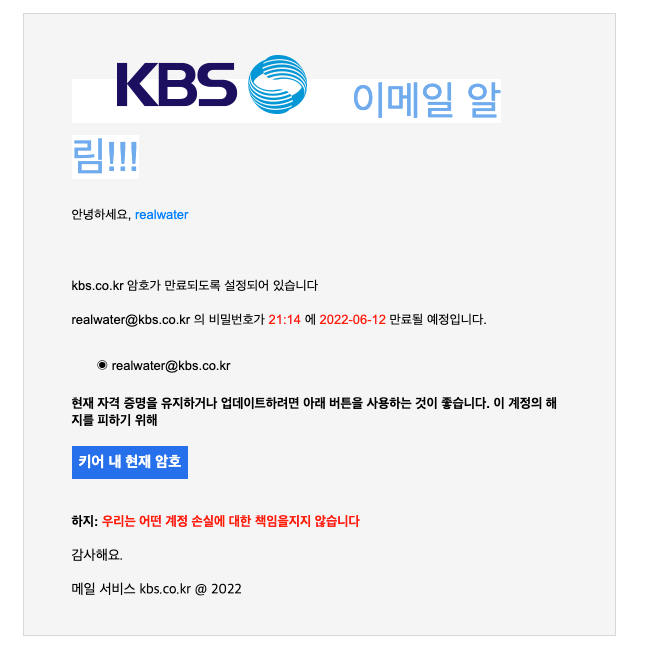 KBS 이메일 알
림!!!
안녕하세요, realwater
kbs.co.kr 암호가 만료되도록 설정되어 있습니다
realwater@kbs.co.kr 의 비밀번호가 21:14 에 2022-06-12 만료될 예정입니다.
◉ realwater@kbs.co.kr
현재 자격 증명을 유지하거나 업데이트하려면 아래 버튼을 사용하는 것이 좋습니다. 이 계정의 해
지를 피하기 위해
키어 내 현재 암호
하지: 우리는 어떤 계정 손실에 대한 책임을지지 않습니다
감사해요.
메일 서비스 kbs.co.kr @ 2022